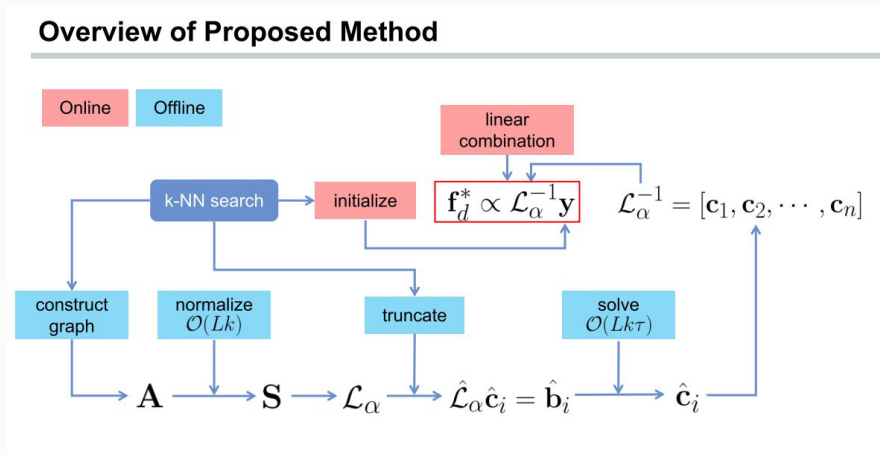 Overview of Proposed Method
Online
Offline
linear
combination
k-NN search
initialize
f*_d ∝ ℒ_α^{-1}y
ℒ_α^{-1} = [c_1, c_2, ⋯ , c_n]
construct
graph
normalize
𝒪(Lk)
truncate
solve
𝒪(Lkτ)
A
S
ℒ_α
ℒ̂_α ĉ_i = b̂_i
ĉ_i